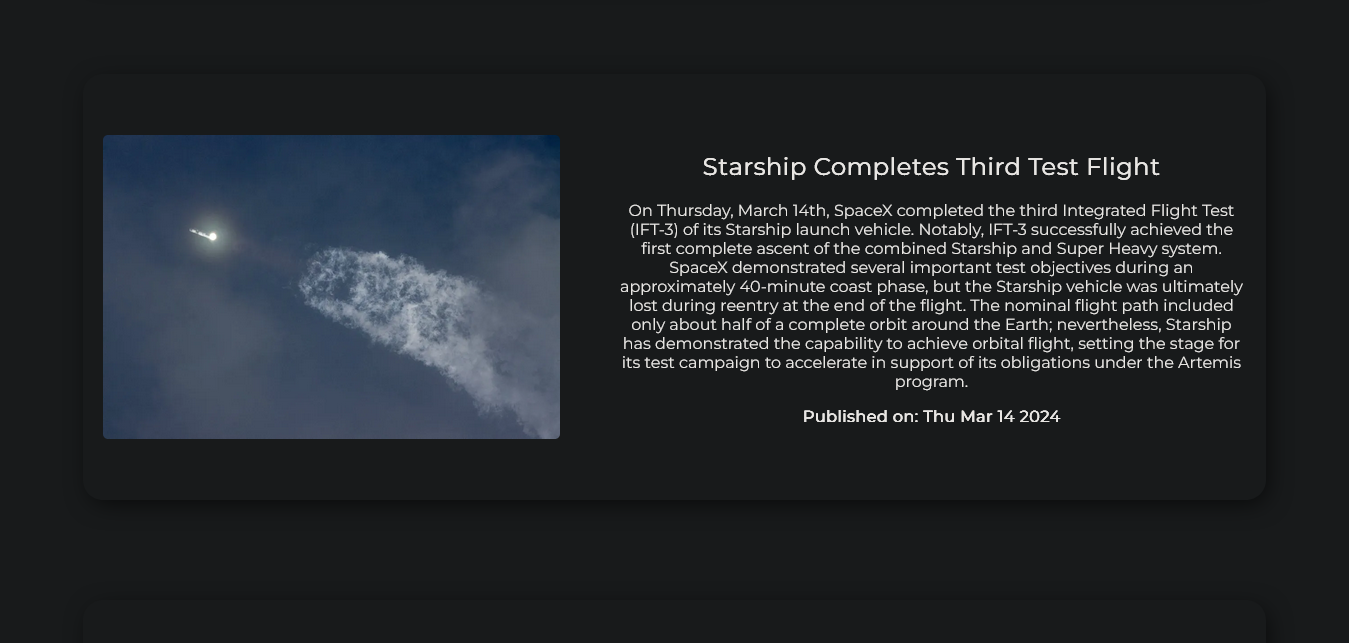 Starship Completes Third Test Flight
On Thursday, March 14th, SpaceX completed the third Integrated Flight Test
(IFT-3) of its Starship launch vehicle. Notably, IFT-3 successfully achieved the
first complete ascent of the combined Starship and Super Heavy system.
SpaceX demonstrated several important test objectives during an
approximately 40-minute coast phase, but the Starship vehicle was ultimately
lost during reentry at the end of the flight. The nominal flight path included
only about half of a complete orbit around the Earth; nevertheless, Starship
has demonstrated the capability to achieve orbital flight, setting the stage for
its test campaign to accelerate in support of its obligations under the Artemis
program.
Published on: Thu Mar 14 2024